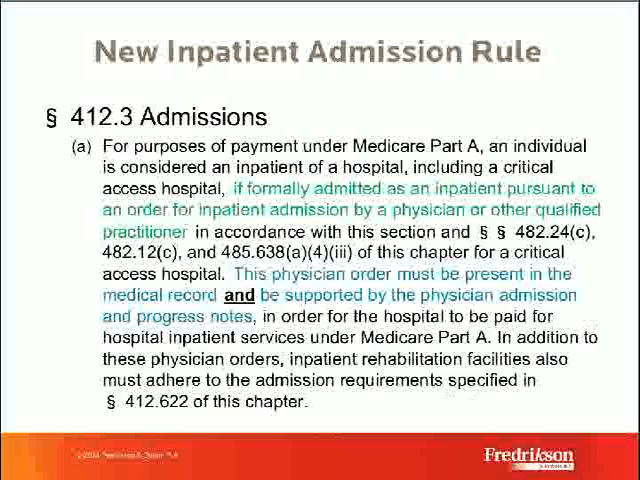 New Inpatient Admission Rule
§ 412.3 Admissions
(a) For purposes of payment under Medicare Part A, an individual
is considered an inpatient of a hospital, including a critical
access hospital, if formally admitted as an inpatient pursuant to
an order for inpatient admission by a physician or other qualified
practitioner in accordance with this section and § § 482.24(c),
482.12(c), and 485.638(a)(4)(iii) of this chapter for a critical
access hospital. This physician order must be present in the
medical record and be supported by the physician admission
and progress notes, in order for the hospital to be paid for
hospital inpatient services under Medicare Part A. In addition to
these physician orders, inpatient rehabilitation facilities also
must adhere to the admission requirements specified in
§ 412.622 of this chapter.
Fredrikson